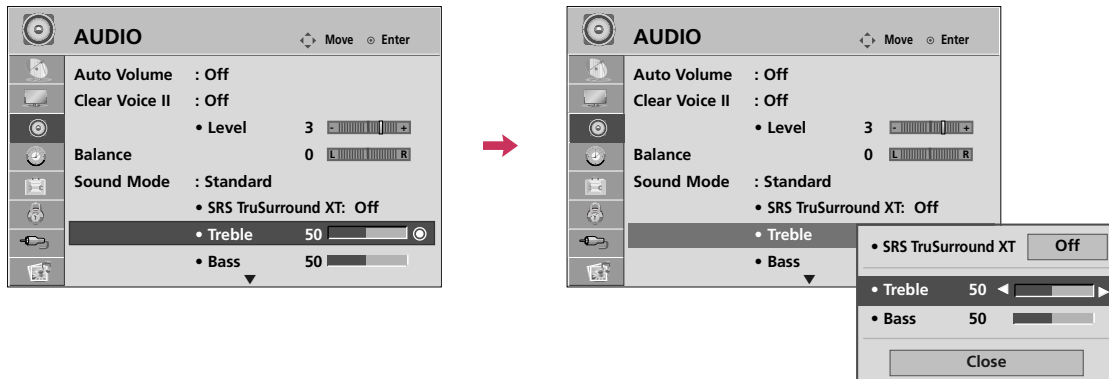 AUDIO Move Enter
Auto Volume : Off
Clear Voice II : Off
• Level 3 - +
Balance 0 L R
Sound Mode : Standard
• SRS TruSurround XT: Off
• Treble 50
• Bass 50
AUDIO Move Enter
Auto Volume : Off
Clear Voice II : Off
• Level 3 - +
Balance 0 L R
Sound Mode : Standard
• SRS TruSurround XT: Off
• Treble
• Bass
• SRS TruSurround XT Off
• Treble 50
• Bass 50
Close